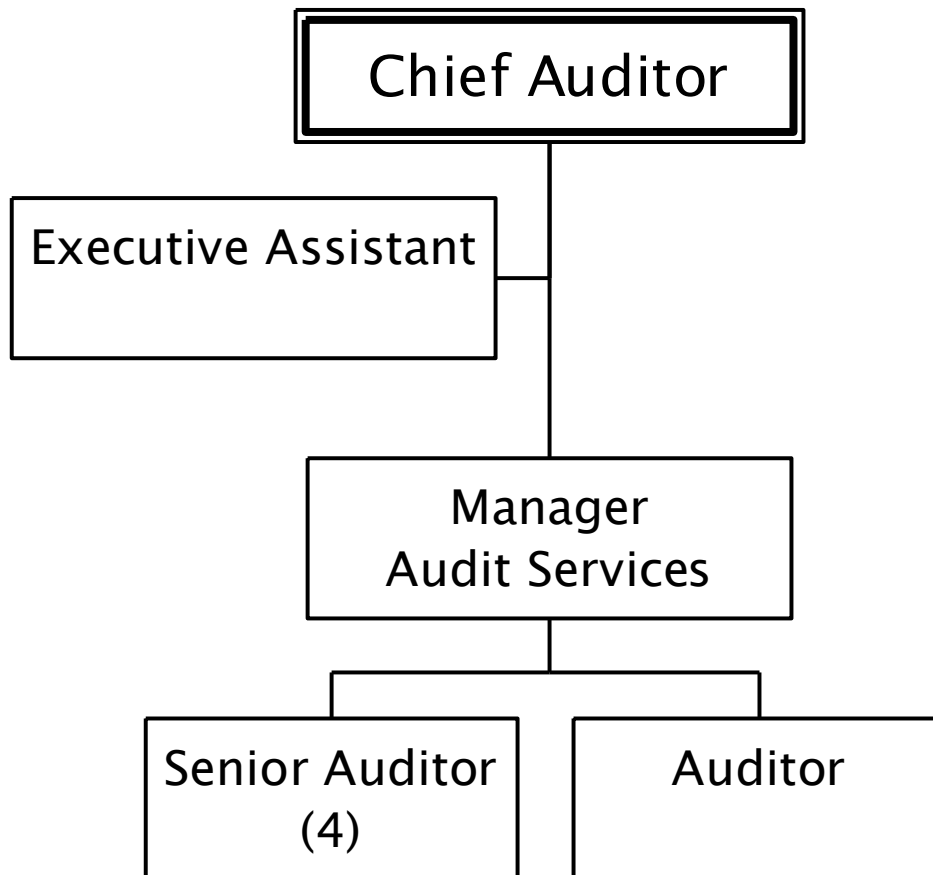 Chief Auditor
Executive Assistant
Manager
Audit Services
Senior Auditor
(4)
Auditor